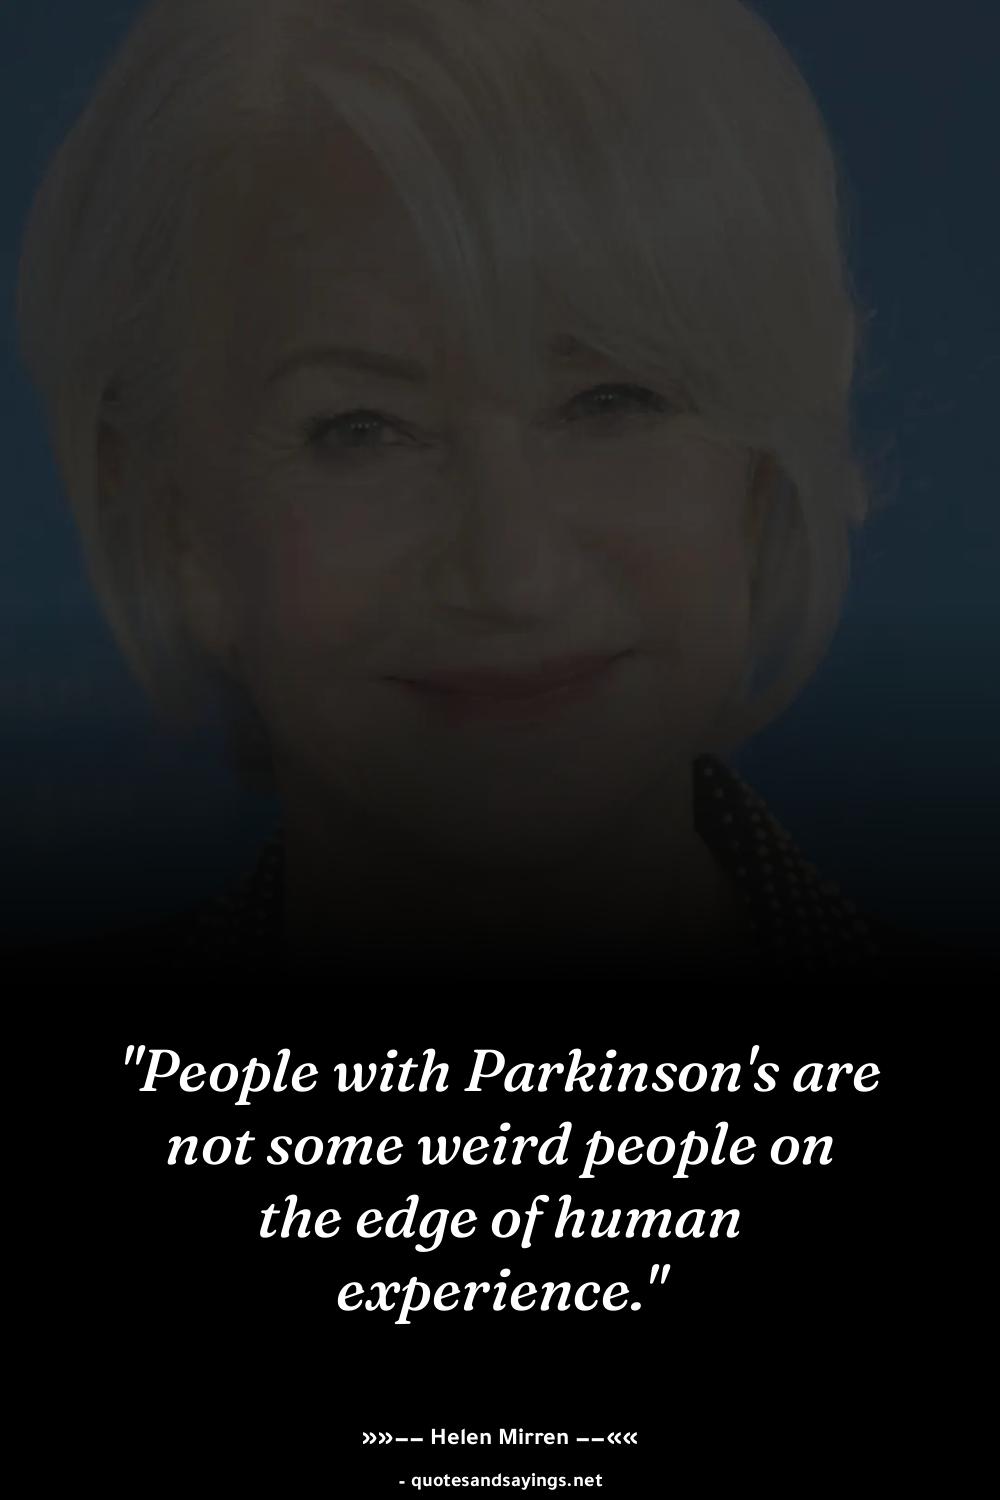 "People with Parkinson's are
not some weird people on
the edge of human
experience."
»»−− Helen Mirren −−««
- quotesandsayings.net